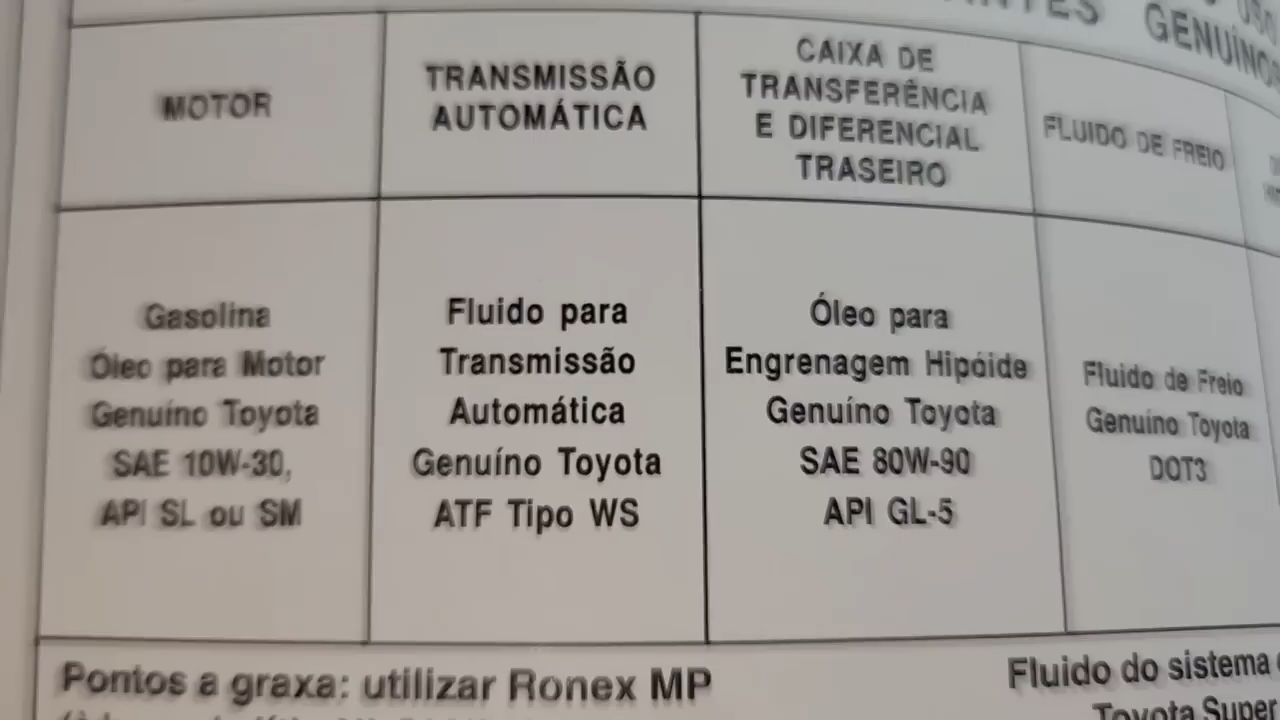 GENUÍNOS
MOTOR
TRANSMISSÃO
AUTOMÁTICA
CAIXA DE
TRANSFERÊNCIA
E DIFERENCIAL
TRASEIRO
FLUIDO DE FREIO
Gasolina
Óleo para Motor
Genuíno Toyota
SAE 10W-30,
API SL ou SM
Fluido para
Transmissão
Automática
Genuíno Toyota
ATF Tipo WS
Óleo para
Engrenagem Hipóide
Genuíno Toyota
SAE 80W-90
API GL-5
Fluido de Freio
Genuíno Toyota
DOT3
Pontos a graxa: utilizar Ronex MP
Fluido do sistema
Toyota Super